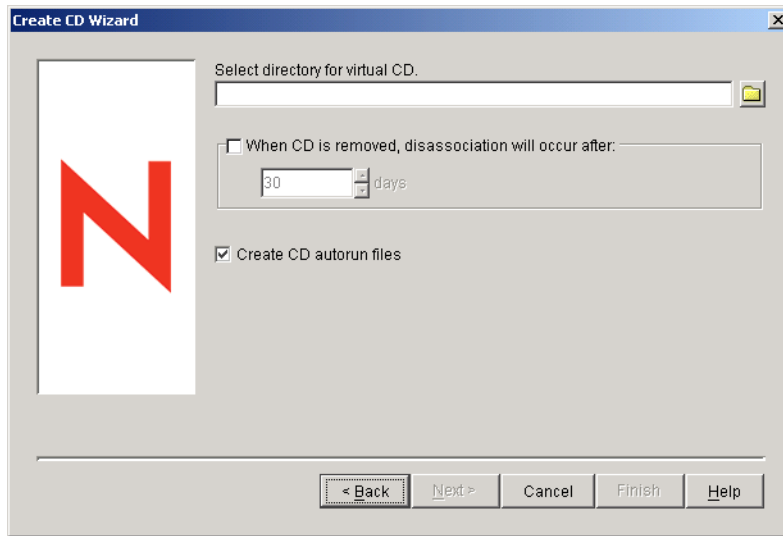 Create CD Wizard
Select directory for virtual CD.
When CD is removed, disassociation will occur after:
30 days
Create CD autorun files
N
< Back Next > Cancel Finish Help